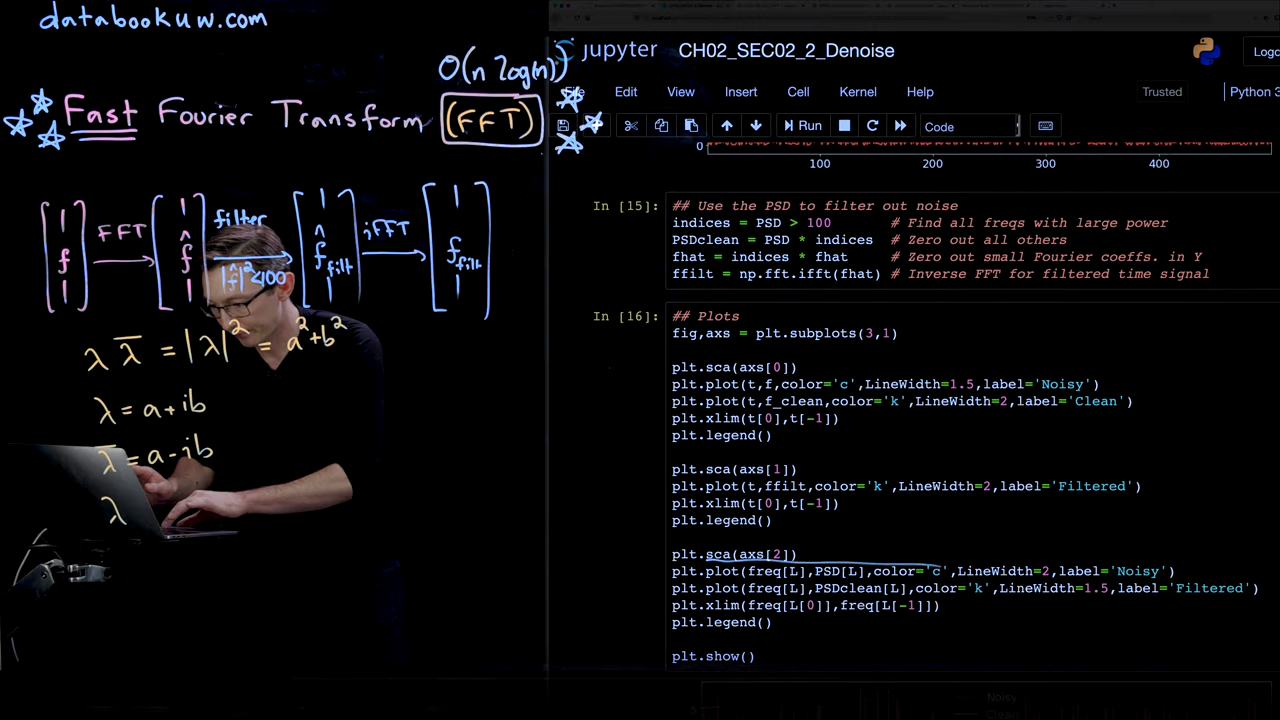 databookuw.com
O(n log(n))
Fast Fourier Transform (FFT)
f FFT f̂ filter |f̂|²<100 f̂filt iFFT ffilt
λ λ̄ = |λ|² = a²+b²
λ = a+ib
λ̄ = a-ib
λ
jupyter CH02_SEC02_2_Denoise
Edit View Insert Cell Kernel Help Trusted Python 3
Run Code
0
100 200 300 400
In [15]:
## Use the PSD to filter out noise
indices = PSD > 100 # Find all freqs with large power
PSDclean = PSD * indices # Zero out all others
fhat = indices * fhat # Zero out small Fourier coeffs. in Y
ffilt = np.fft.ifft(fhat) # Inverse FFT for filtered time signal
In [16]:
## Plots
fig,axs = plt.subplots(3,1)
plt.sca(axs[0])
plt.plot(t,f,color='c',LineWidth=1.5,label='Noisy')
plt.plot(t,f_clean,color='k',LineWidth=2,label='Clean')
plt.xlim(t[0],t[-1])
plt.legend()
plt.sca(axs[1])
plt.plot(t,ffilt,color='k',LineWidth=2,label='Filtered')
plt.xlim(t[0],t[-1])
plt.legend()
plt.sca(axs[2])
plt.plot(freq[L],PSD[L],color='c',LineWidth=2,label='Noisy')
plt.plot(freq[L],PSDclean[L],color='k',LineWidth=1.5,label='Filtered')
plt.xlim(freq[L[0]],freq[L[-1]])
plt.legend()
plt.show()
5
Noisy
Clean